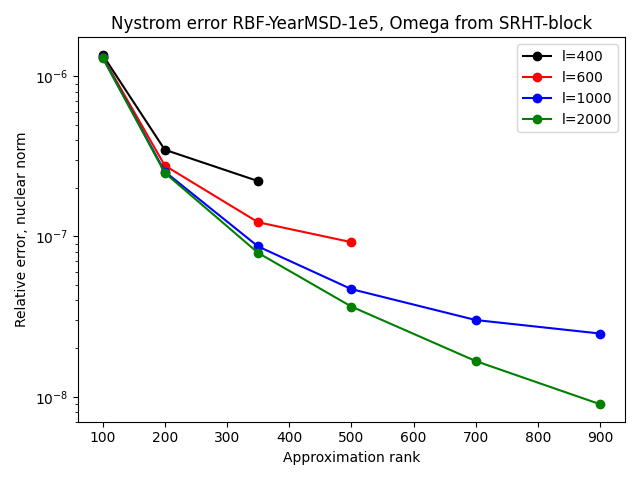 Nystrom error RBF-YearMSD-1e5, Omega from SRHT-block
l=400
l=600
l=1000
l=2000
Relative error, nuclear norm
10⁻⁶
10⁻⁷
10⁻⁸
100 200 300 400 500 600 700 800 900
Approximation rank